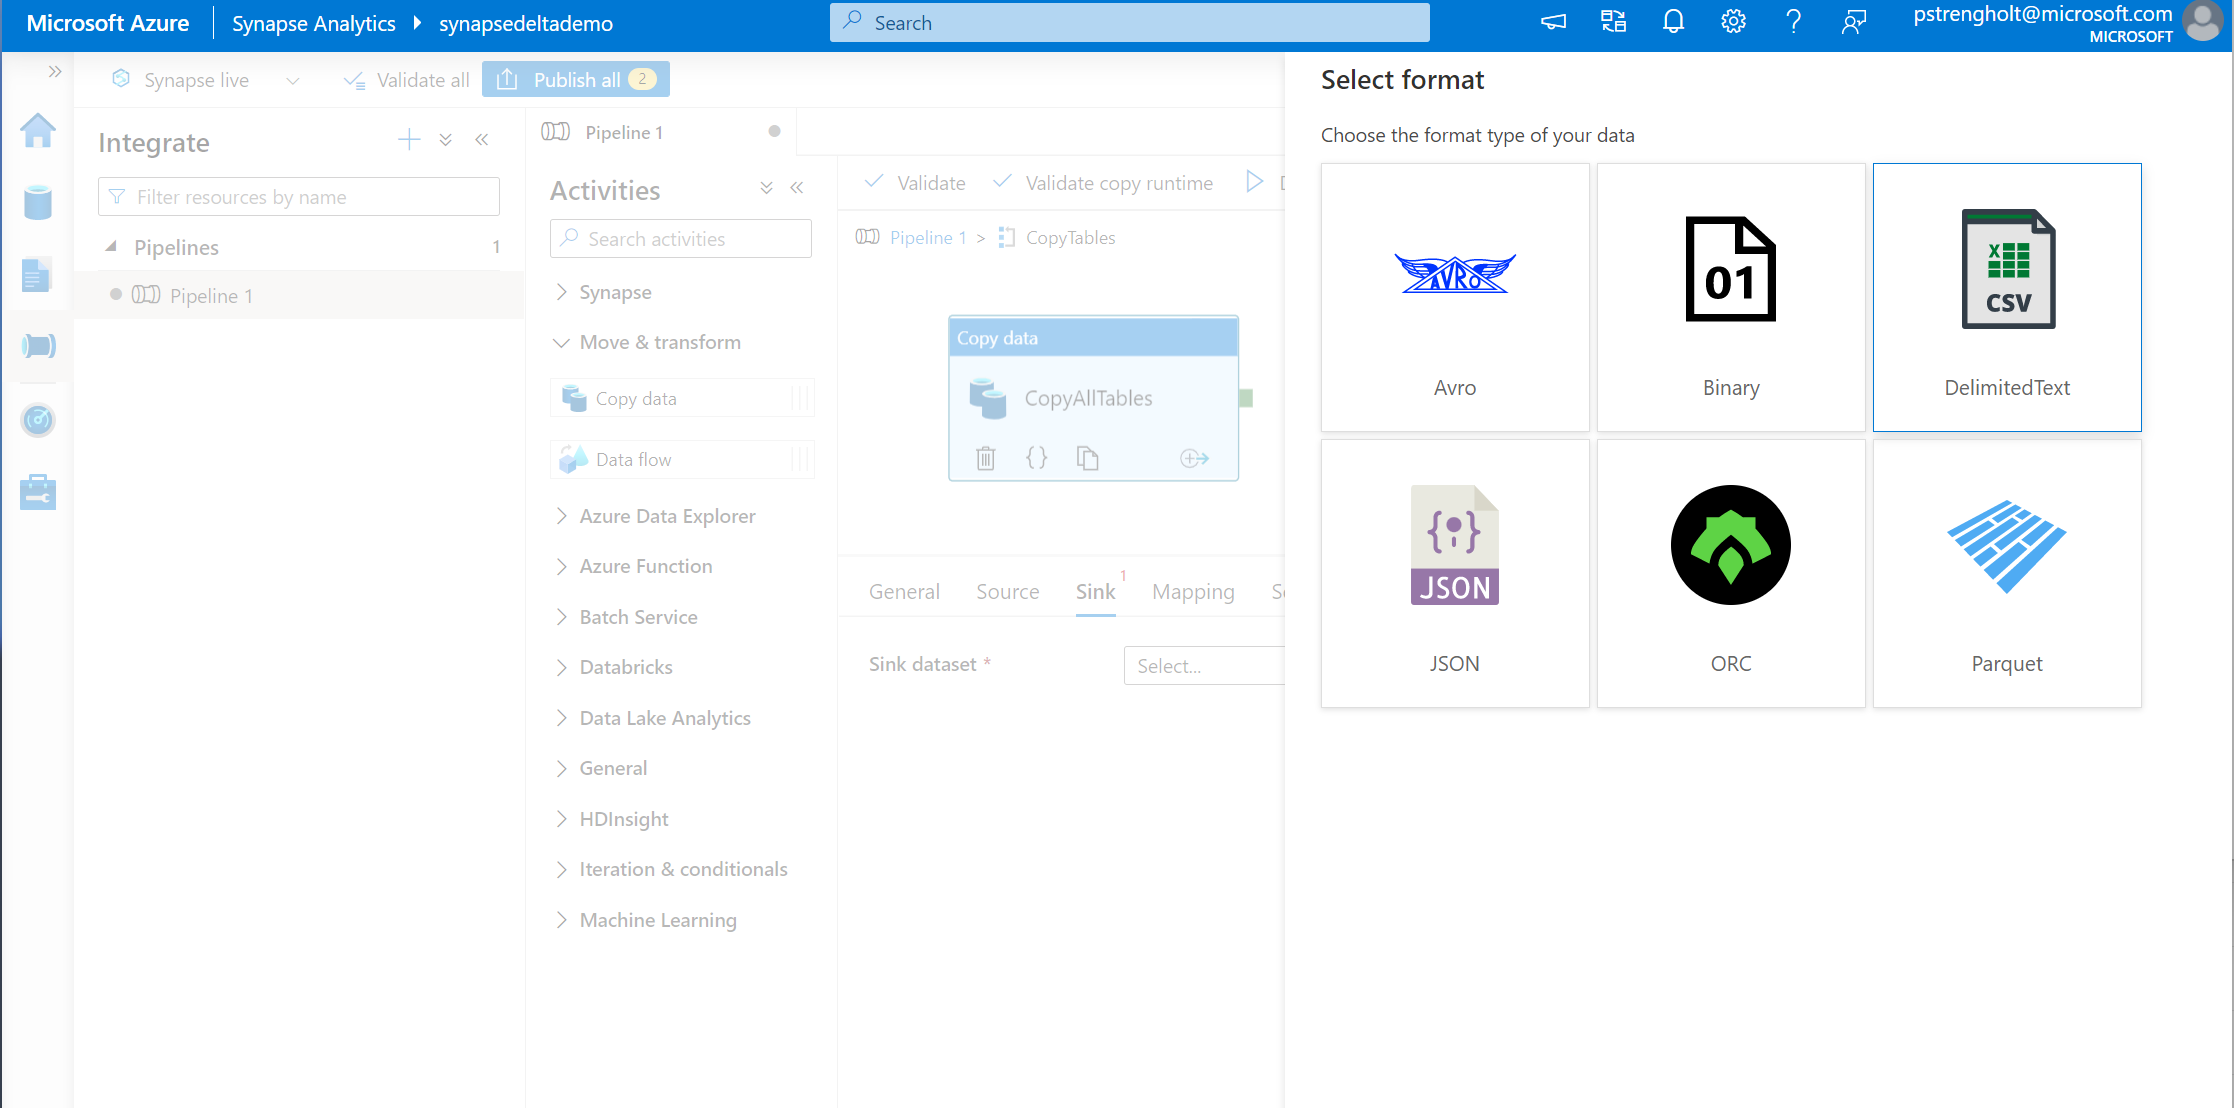 Microsoft Azure
Synapse Analytics
synapsedeltademo
Search
pstrengholt@microsoft.com
MICROSOFT
Synapse live
Validate all
Publish all 2
Integrate
Filter resources by name
Pipelines 1
Pipeline 1
Pipeline 1
Activities
Search activities
Synapse
Move & transform
Copy data
Data flow
Azure Data Explorer
Azure Function
Batch Service
Databricks
Data Lake Analytics
General
HDInsight
Iteration & conditionals
Machine Learning
Validate
Validate copy runtime
Pipeline 1 > CopyTables
Copy data
CopyAllTables
General
Source
Sink 1
Mapping
Sink dataset *
Select...
Select format
Choose the format type of your data
AVRO
Avro
01
Binary
X
CSV
DelimitedText
JSON
JSON
ORC
Parquet